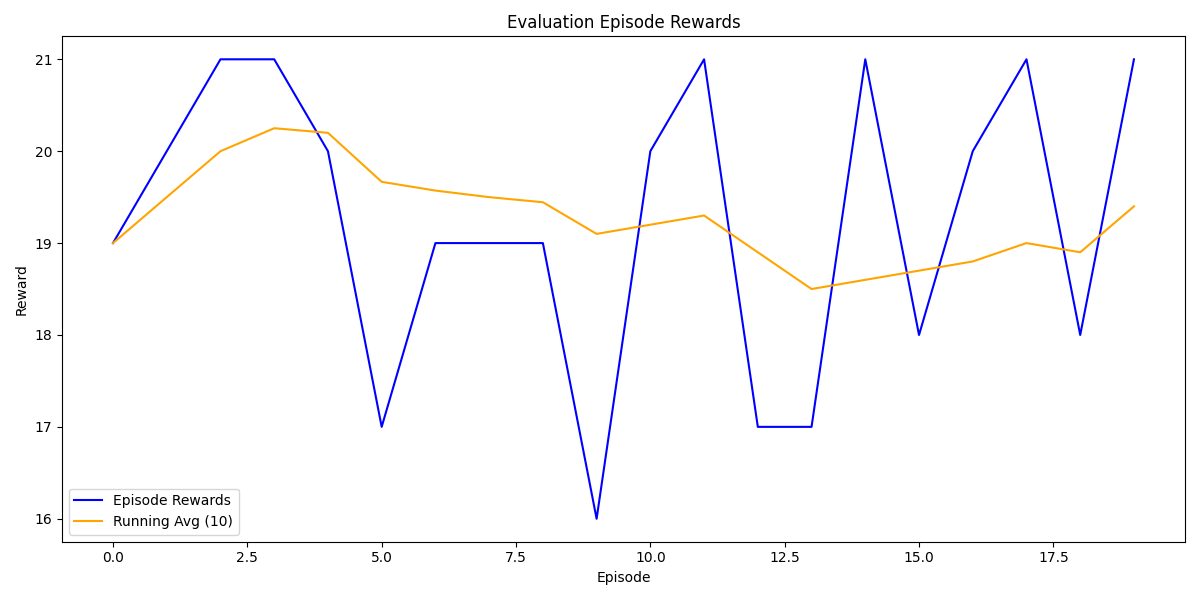 Evaluation Episode Rewards
Reward
21
20
19
18
17
16
Episode Rewards
Running Avg (10)
0.0 2.5 5.0 7.5 10.0 12.5 15.0 17.5
Episode